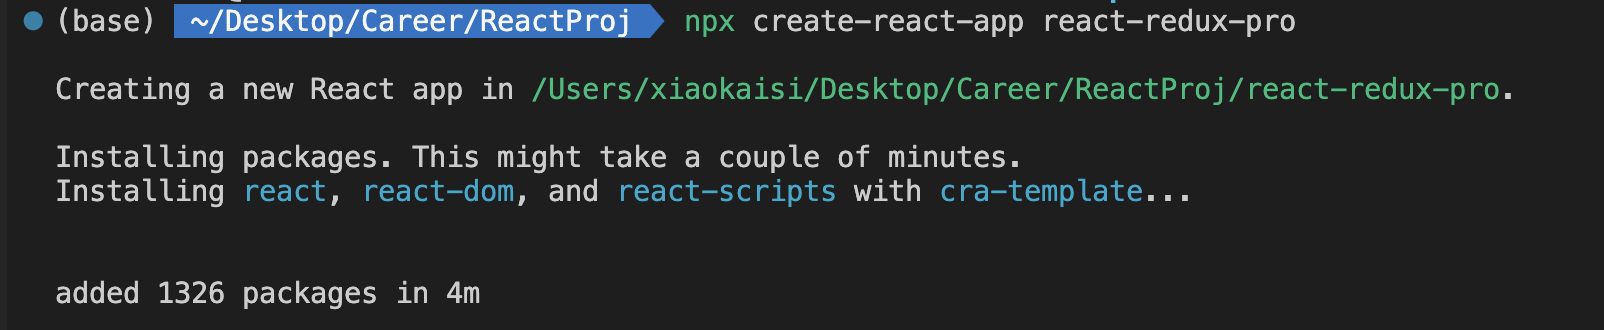 (base) ~/Desktop/Career/ReactProj npx create-react-app react-redux-pro
Creating a new React app in /Users/xiaokaisi/Desktop/Career/ReactProj/react-redux-pro.
Installing packages. This might take a couple of minutes.
Installing react, react-dom, and react-scripts with cra-template...
added 1326 packages in 4m